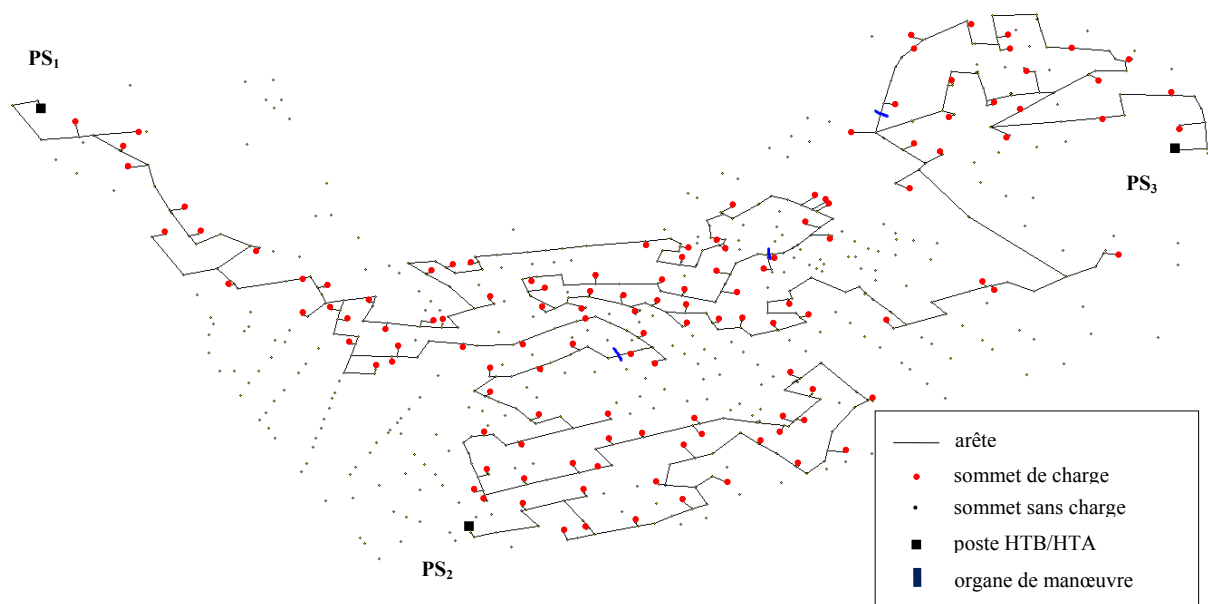 PS1
PS3
PS2
arête
sommet de charge
sommet sans charge
poste HTB/HTA
organe de manœuvre